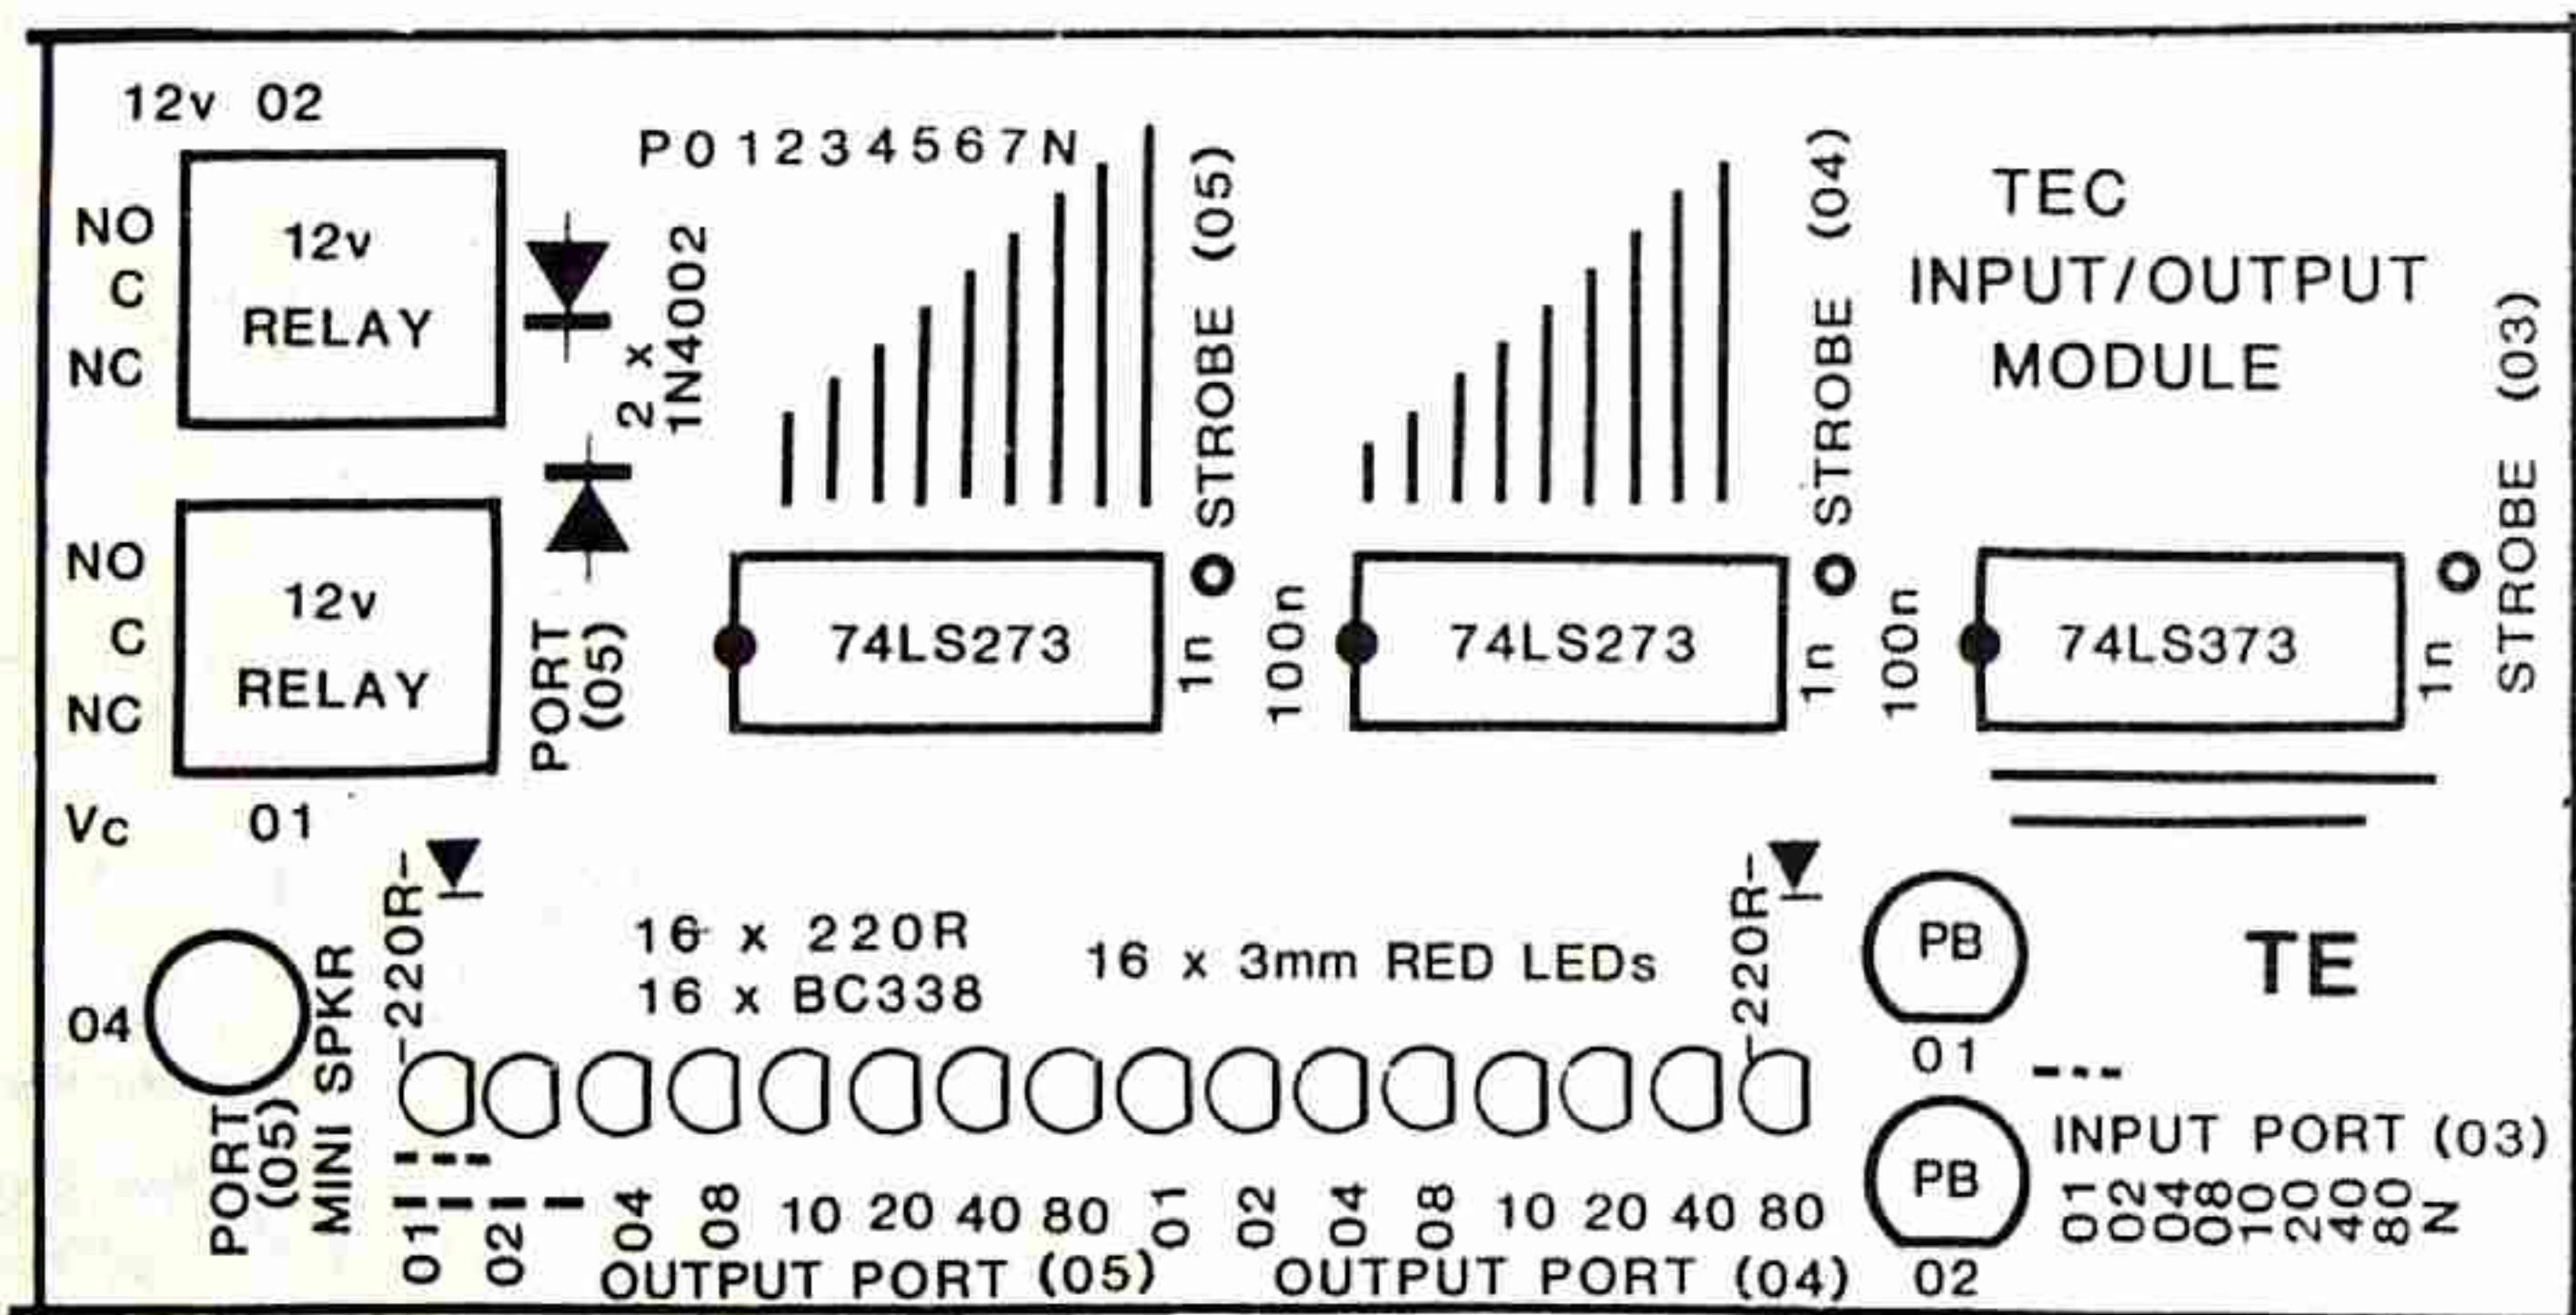 12v 02
NO
C
NC
12v
RELAY
2 x
1N4002
P 0 1 2 3 4 5 6 7 N
STROBE (05)
STROBE (04)
TEC
INPUT/OUTPUT
MODULE
STROBE (03)
NO
C
NC
12v
RELAY
PORT
(05)
74LS273
1n
100n
74LS273
1n
100n
74LS373
1n
Vc
01
220R
16 x 220R
16 x BC338
16 x 3mm RED LEDs
220R
PB
01
TE
04
PORT
(05)
MINI SPKR
01 02 04 08 10 20 40 80 01 02 04 08 10 20 40 80
OUTPUT PORT (05)
OUTPUT PORT (04)
PB
02
INPUT PORT (03)
01 02 04 08 10 20 40 80 N